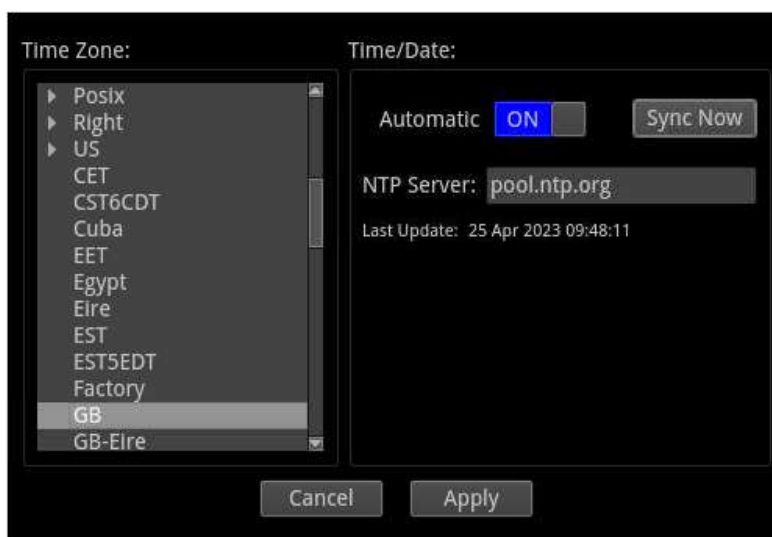 Time Zone:
Posix
Right
US
CET
CST6CDT
Cuba
EET
Egypt
Eire
EST
EST5EDT
Factory
GB
GB-Eire
Time/Date:
Automatic ON Sync Now
NTP Server: pool.ntp.org
Last Update: 25 Apr 2023 09:48:11
Cancel Apply